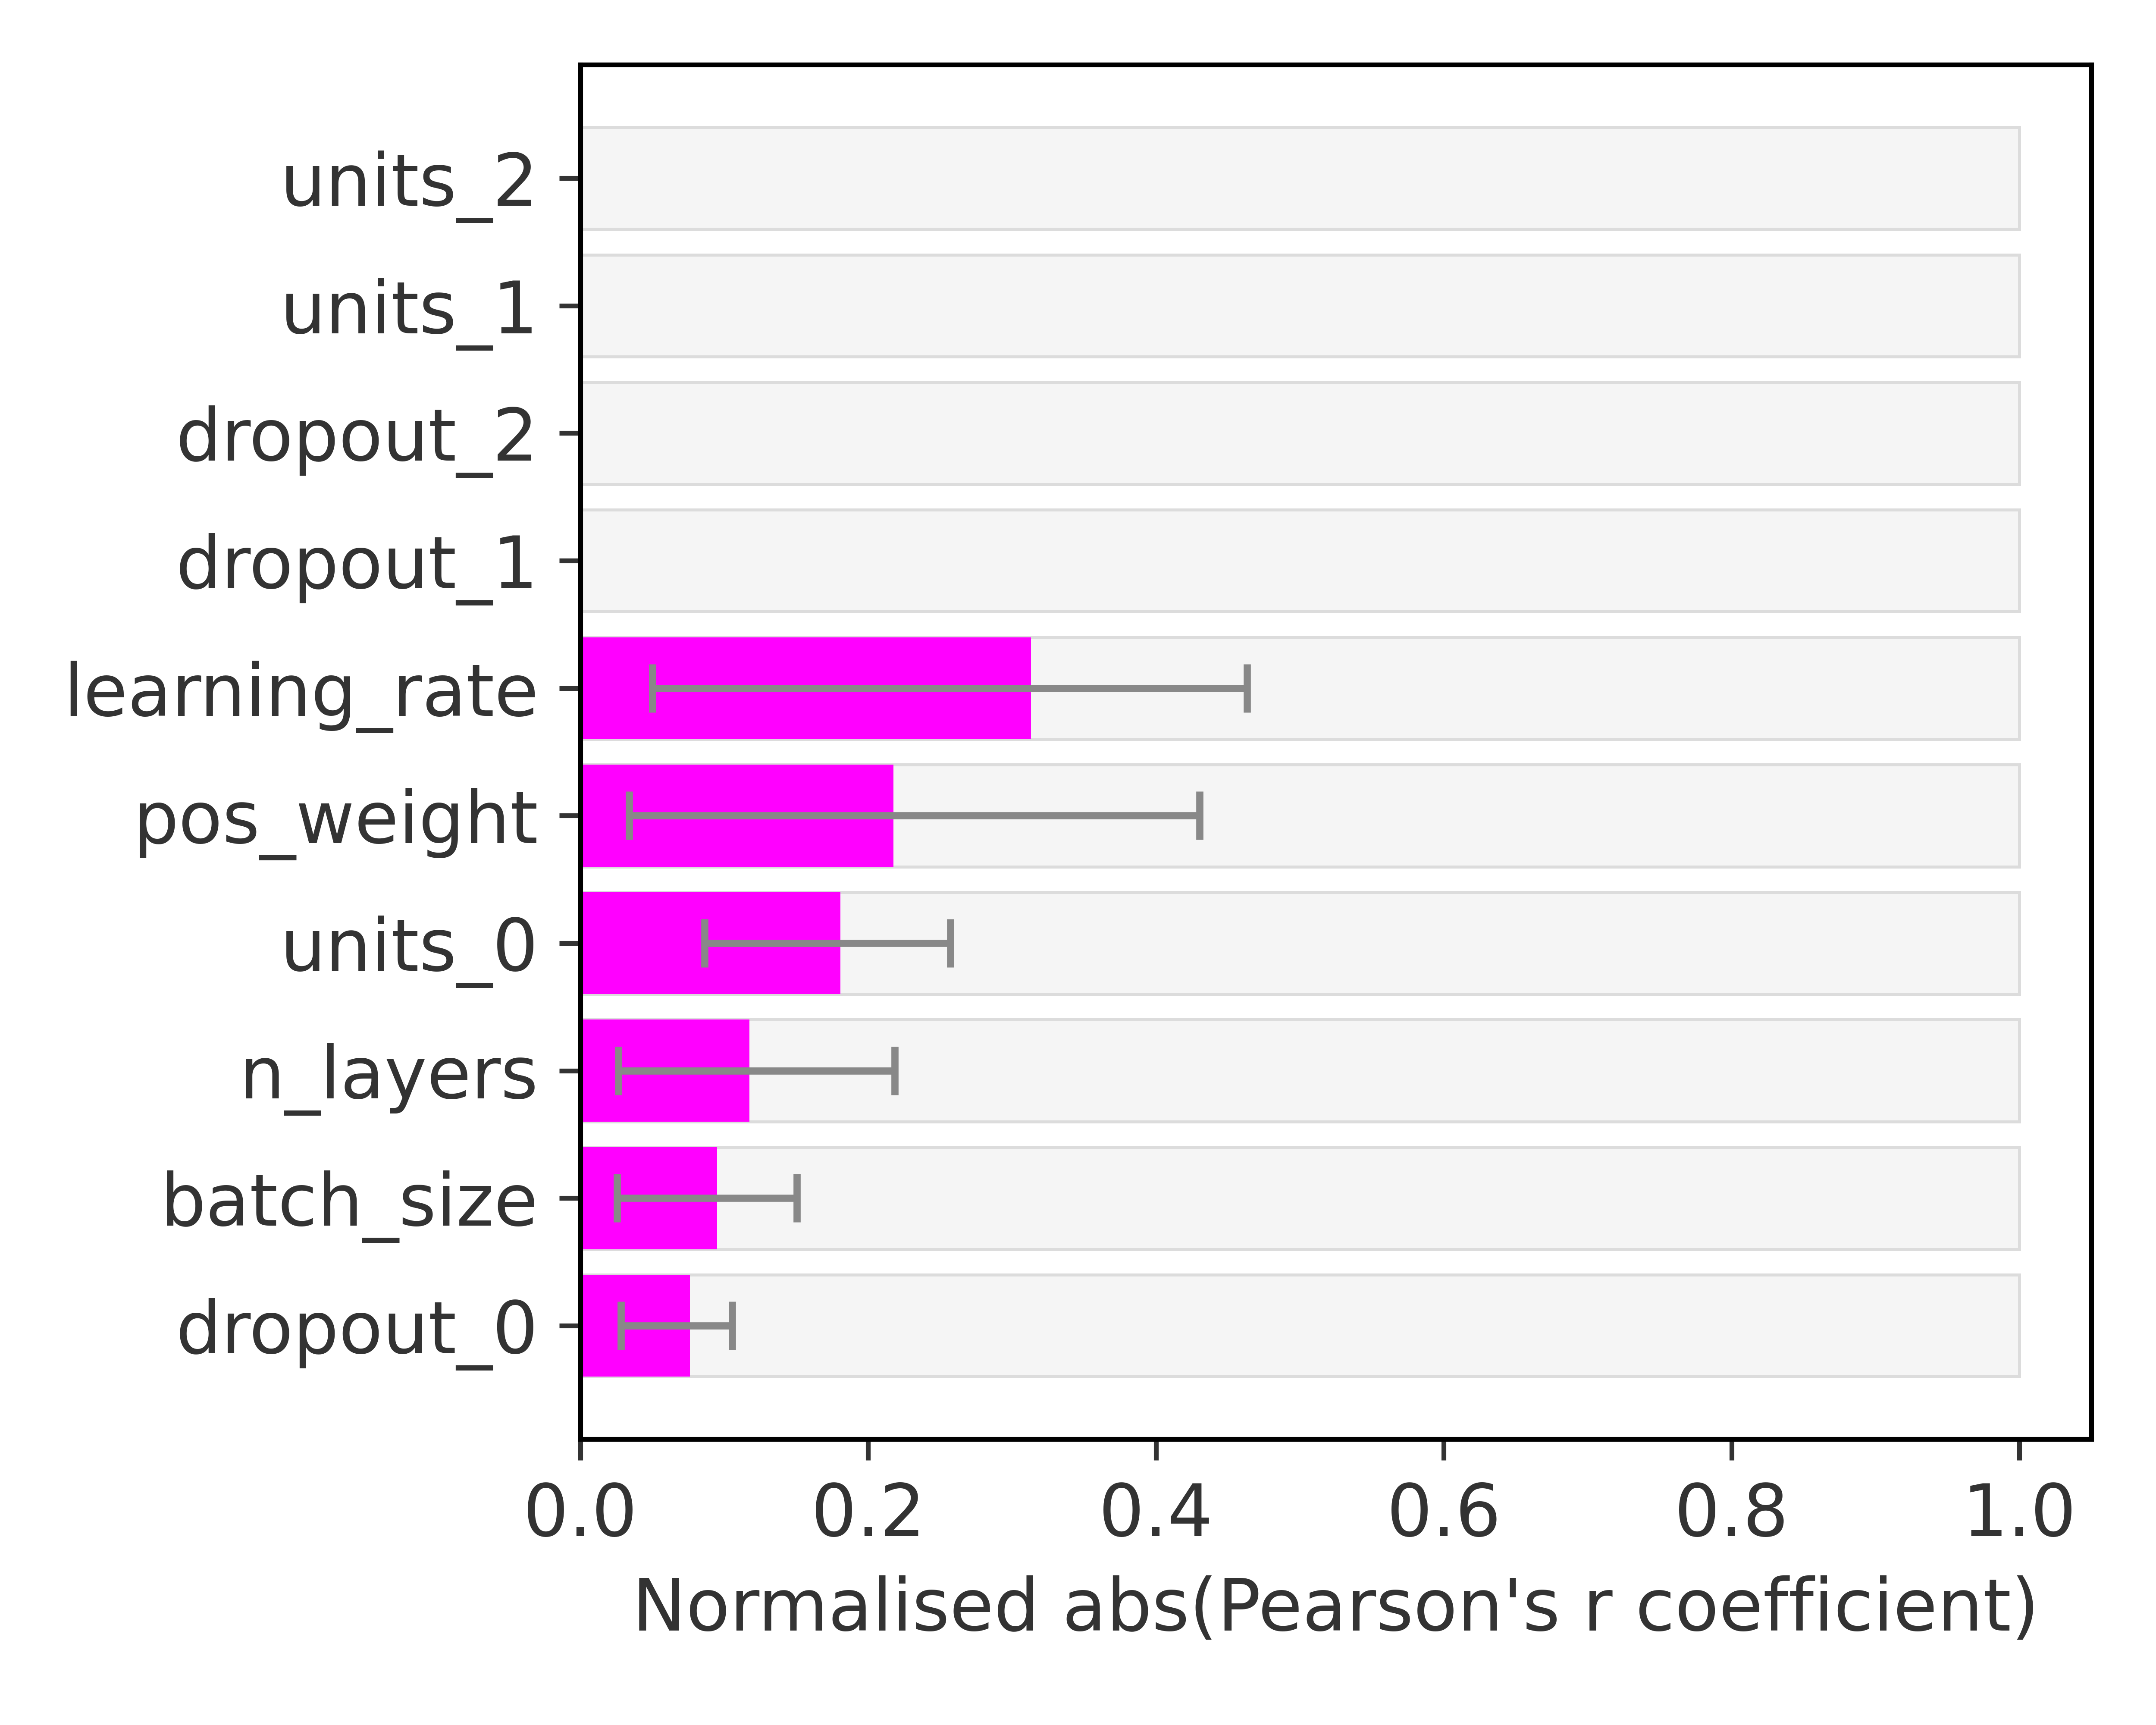 units_2
units_1
dropout_2
dropout_1
learning_rate
pos_weight
units_0
n_layers
batch_size
dropout_0
0.0 0.2 0.4 0.6 0.8 1.0
Normalised abs(Pearson's r coefficient)